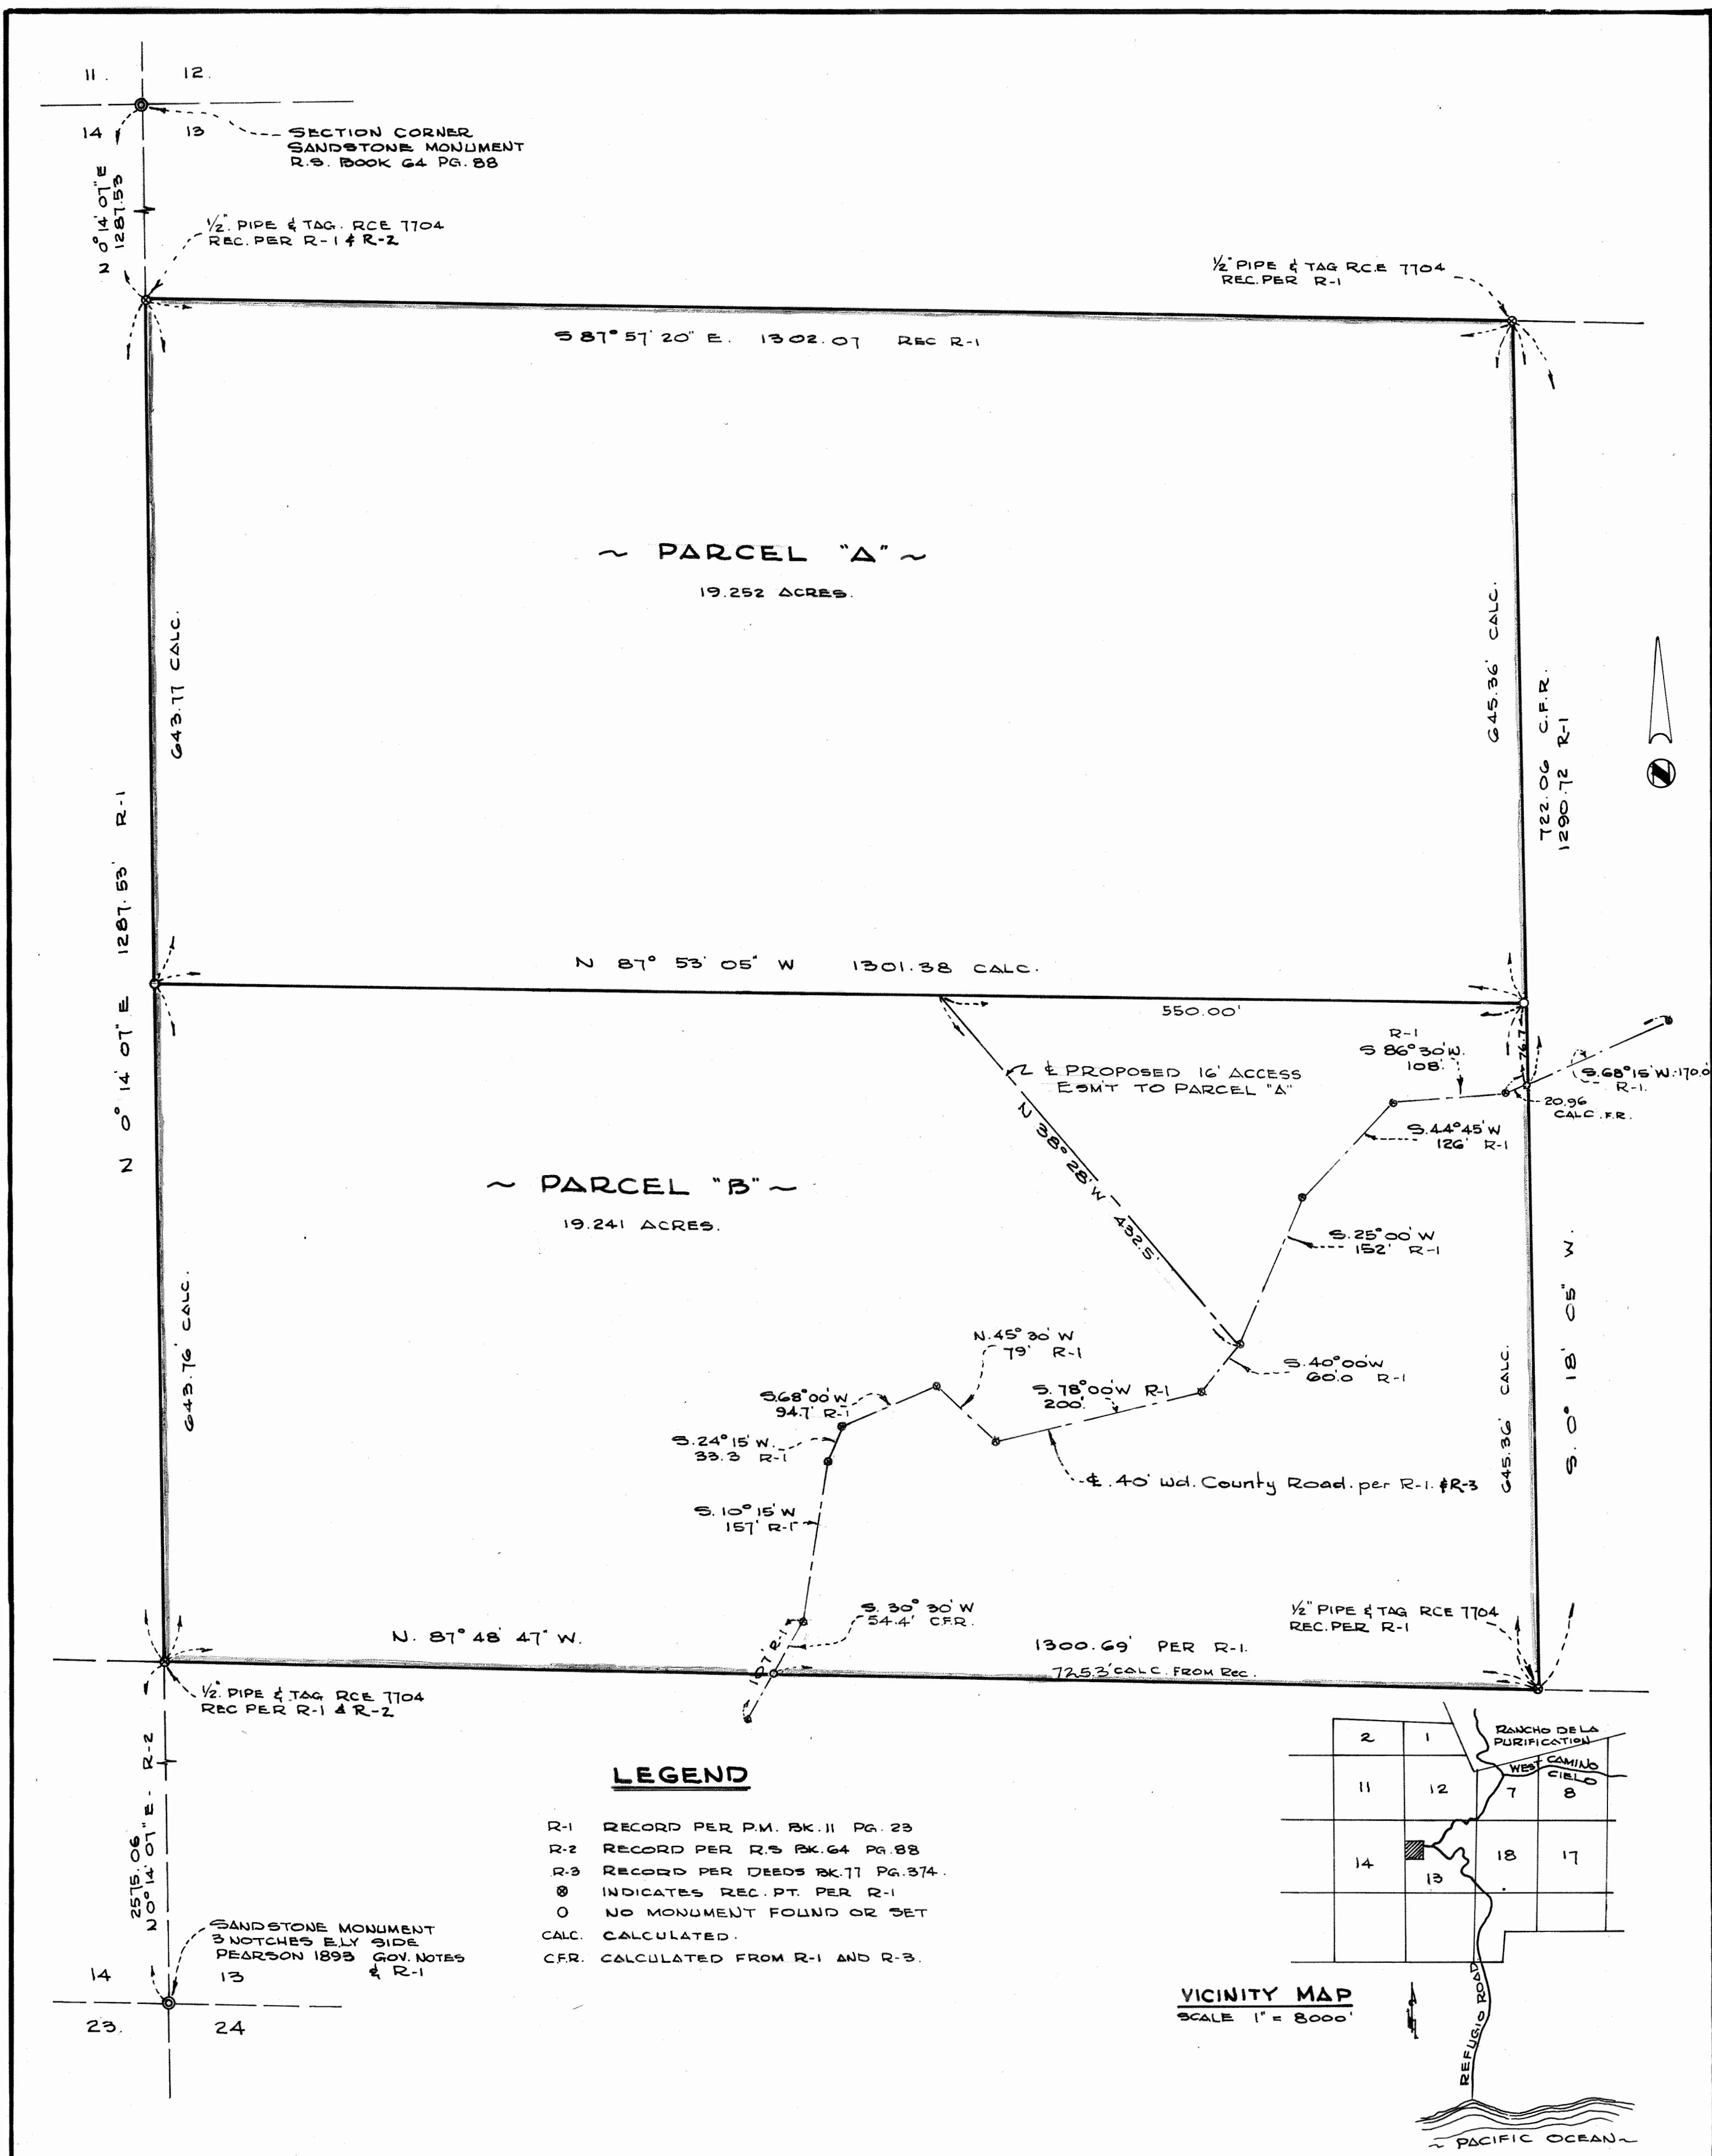 11.
12.
14
13
SECTION CORNER
SANDSTONE MONUMENT
R.S. BOOK 64 PG. 88
N 0° 14' 07" E
1287.53
1/2" PIPE & TAG. RCE 7704
REC. PER R-1 & R-2
1/2" PIPE & TAG R.C.E 7704
REC. PER R-1
S 87° 57' 20" E. 1302.07 REC R-1
~ PARCEL "A" ~
19.252 ACRES.
643.77 CALC.
645.36' CALC.
722.06 C.F.R.
1290.72 R-1
N 0° 14' 07" E 1287.53' R-1
N 87° 53' 05" W 1301.38 CALC.
550.00'
R-1
S 86° 30' W.
108'
76.7'
S. 68° 15' W. 170.0
R-1.
20.96
CALC. F.R.
℄ PROPOSED 16' ACCESS
ESM'T TO PARCEL "A"
N 38° 28' W 432.5'
S. 44° 45' W
126' R-1
~ PARCEL "B" ~
19.241 ACRES.
S. 25° 00' W
152' R-1
643.76' CALC.
645.36' CALC.
S. 0° 18' 05" W.
N. 45° 30' W
79' R-1
S. 40° 00' W
60.0 R-1
S. 78° 00' W R-1
200'
S. 68° 00' W
94.7' R-1
S. 24° 15' W.
33.3 R-1
℄ 40' Wd. County Road. per R-1. & R-3
S. 10° 15' W
157' R-1
S. 30° 30' W
54.4' C.F.R.
107' R-1
1/2" PIPE & TAG RCE 7704
REC. PER R-1
N. 87° 48' 47" W.
1300.69' PER R-1.
725.3' CALC. FROM REC.
1/2" PIPE & TAG RCE 7704
REC PER R-1 & R-2
2575.06
N 0° 14' 07" E - R-2
LEGEND
R-1 RECORD PER P.M. BK. 11 PG. 23
R-2 RECORD PER R.S BK. 64 PG. 88
R-3 RECORD PER DEEDS BK. 77 PG. 374.
⊗ INDICATES REC. PT. PER R-1
O NO MONUMENT FOUND OR SET
CALC. CALCULATED.
C.F.R. CALCULATED FROM R-1 AND R-3.
SANDSTONE MONUMENT
3 NOTCHES E.LY SIDE
PEARSON 1893 GOV. NOTES
& R-1
14
13
23.
24
2
1
RANCHO DE LA
PURIFICATION
WEST CAMINO
CIELO
11
12
7
8
14
13
18
17
REFUGIO ROAD
VICINITY MAP
SCALE 1" = 8000'
~ PACIFIC OCEAN ~